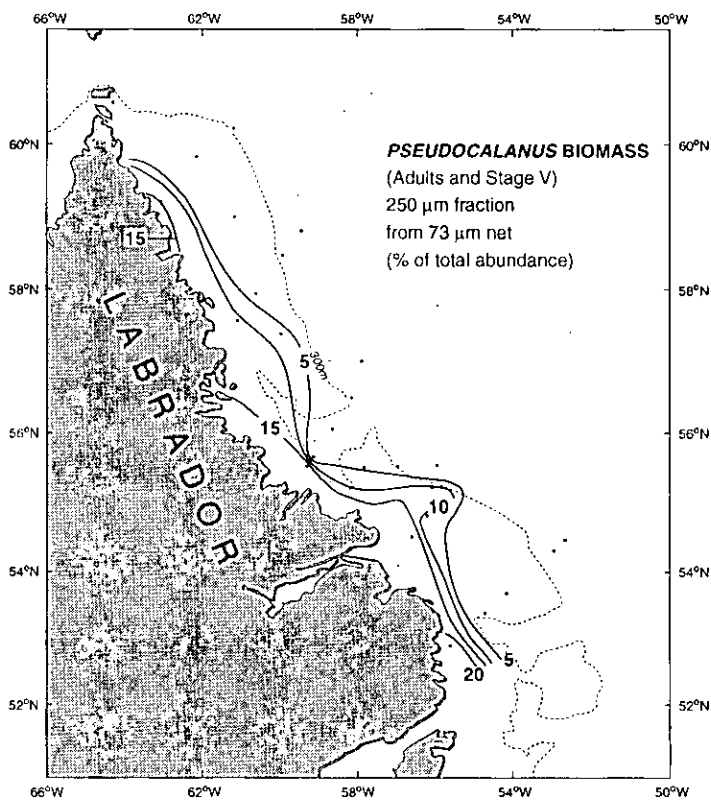 66°W 62°W 58°W 54°W 50°W
60°N 60°N
PSEUDOCALANUS BIOMASS
(Adults and Stage V)
250 µm fraction
from 73 µm net
(% of total abundance)
15
58°N 58°N
LABRADOR
5
300m
15
56°N 56°N
10
54°N 54°N
5
20
52°N 52°N
66°W 62°W 58°W 54°W 50°W